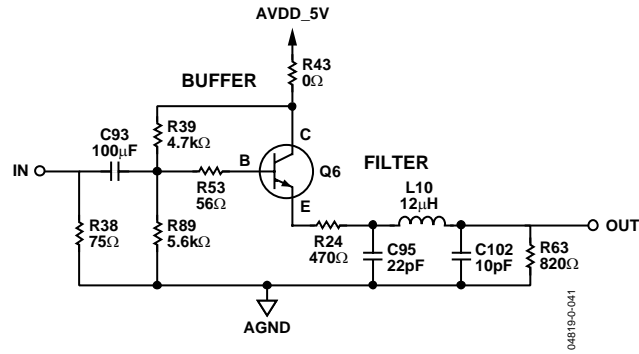 AVDD_5V
R43
0Ω
BUFFER
C
R39
4.7kΩ
C93
100μF
B
Q6
FILTER
IN
R53
56Ω
E
L10
12μH
R38
75Ω
R89
5.6kΩ
R24
470Ω
C95
22pF
C102
10pF
R63
820Ω
OUT
AGND
04819-0-041